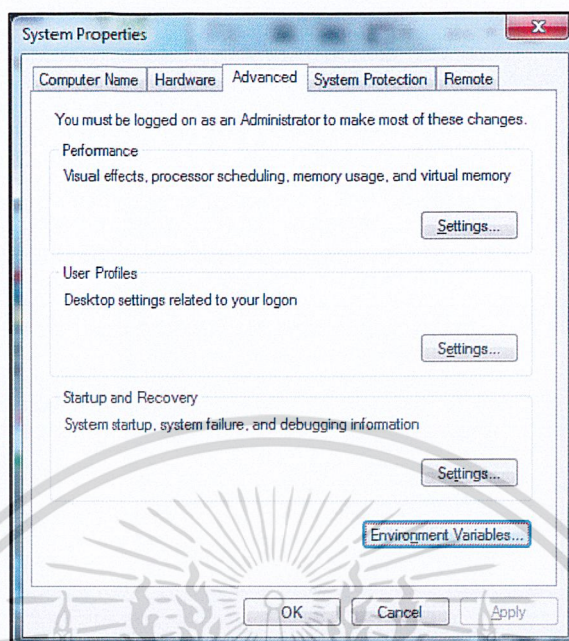 System Properties
Computer Name Hardware Advanced System Protection Remote
You must be logged on as an Administrator to make most of these changes.
Performance
Visual effects, processor scheduling, memory usage, and virtual memory
Settings...
User Profiles
Desktop settings related to your logon
Settings...
Startup and Recovery
System startup, system failure, and debugging information
Settings...
Environment Variables...
OK Cancel Apply